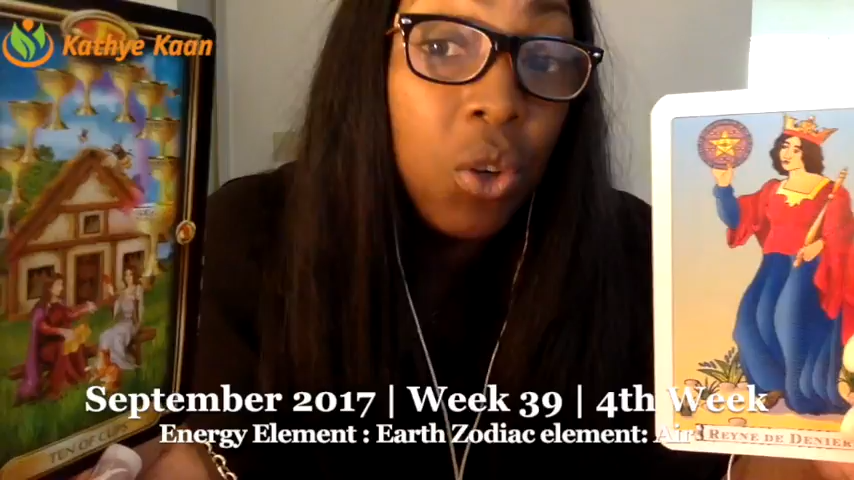 Kathye Kaan
TEN OF CUPS
REYNE DE DENIER
September 2017 | Week 39 | 4th Week
Energy Element : Earth Zodiac element: Air